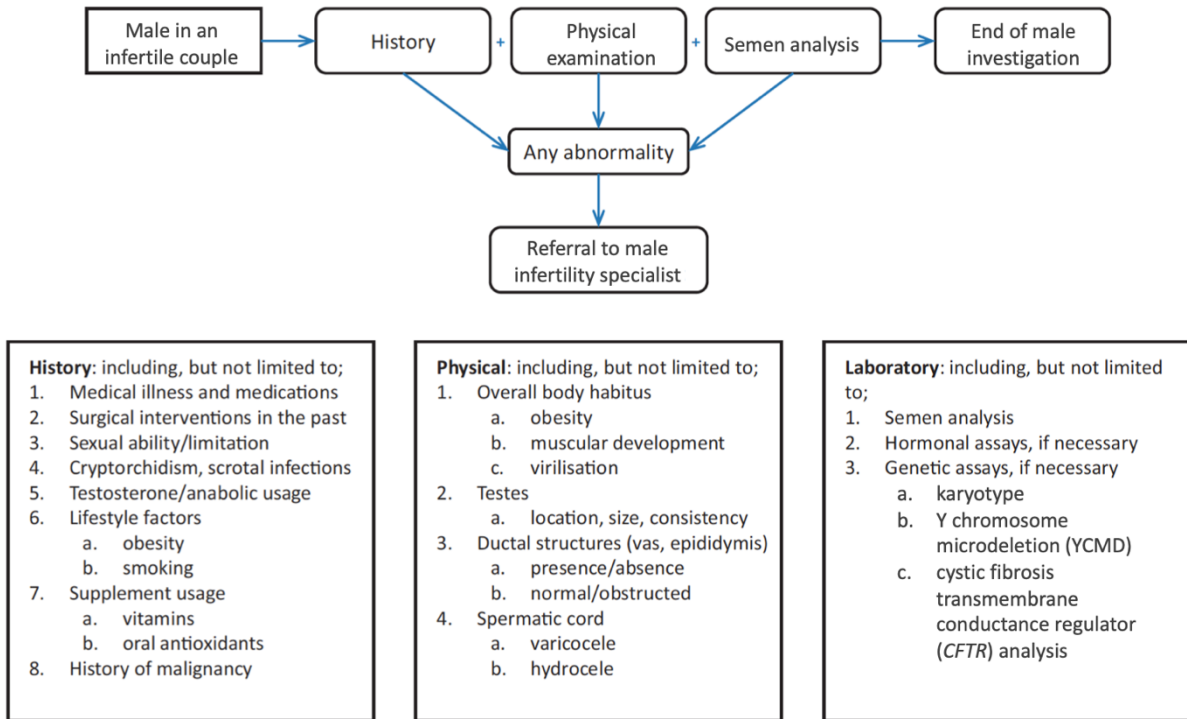 Male in an
infertile couple
History
+
Physical
examination
+
Semen analysis
End of male
investigation
Any abnormality
Referral to male
infertility specialist
History: including, but not limited to;
1. Medical illness and medications
2. Surgical interventions in the past
3. Sexual ability/limitation
4. Cryptorchidism, scrotal infections
5. Testosterone/anabolic usage
6. Lifestyle factors
a. obesity
b. smoking
7. Supplement usage
a. vitamins
b. oral antioxidants
8. History of malignancy
Physical: including, but not limited to;
1. Overall body habitus
a. obesity
b. muscular development
c. virilisation
2. Testes
a. location, size, consistency
3. Ductal structures (vas, epididymis)
a. presence/absence
b. normal/obstructed
4. Spermatic cord
a. varicocele
b. hydrocele
Laboratory: including, but not limited
to;
1. Semen analysis
2. Hormonal assays, if necessary
3. Genetic assays, if necessary
a. karyotype
b. Y chromosome
microdeletion (YCMD)
c. cystic fibrosis
transmembrane
conductance regulator
(CFTR) analysis